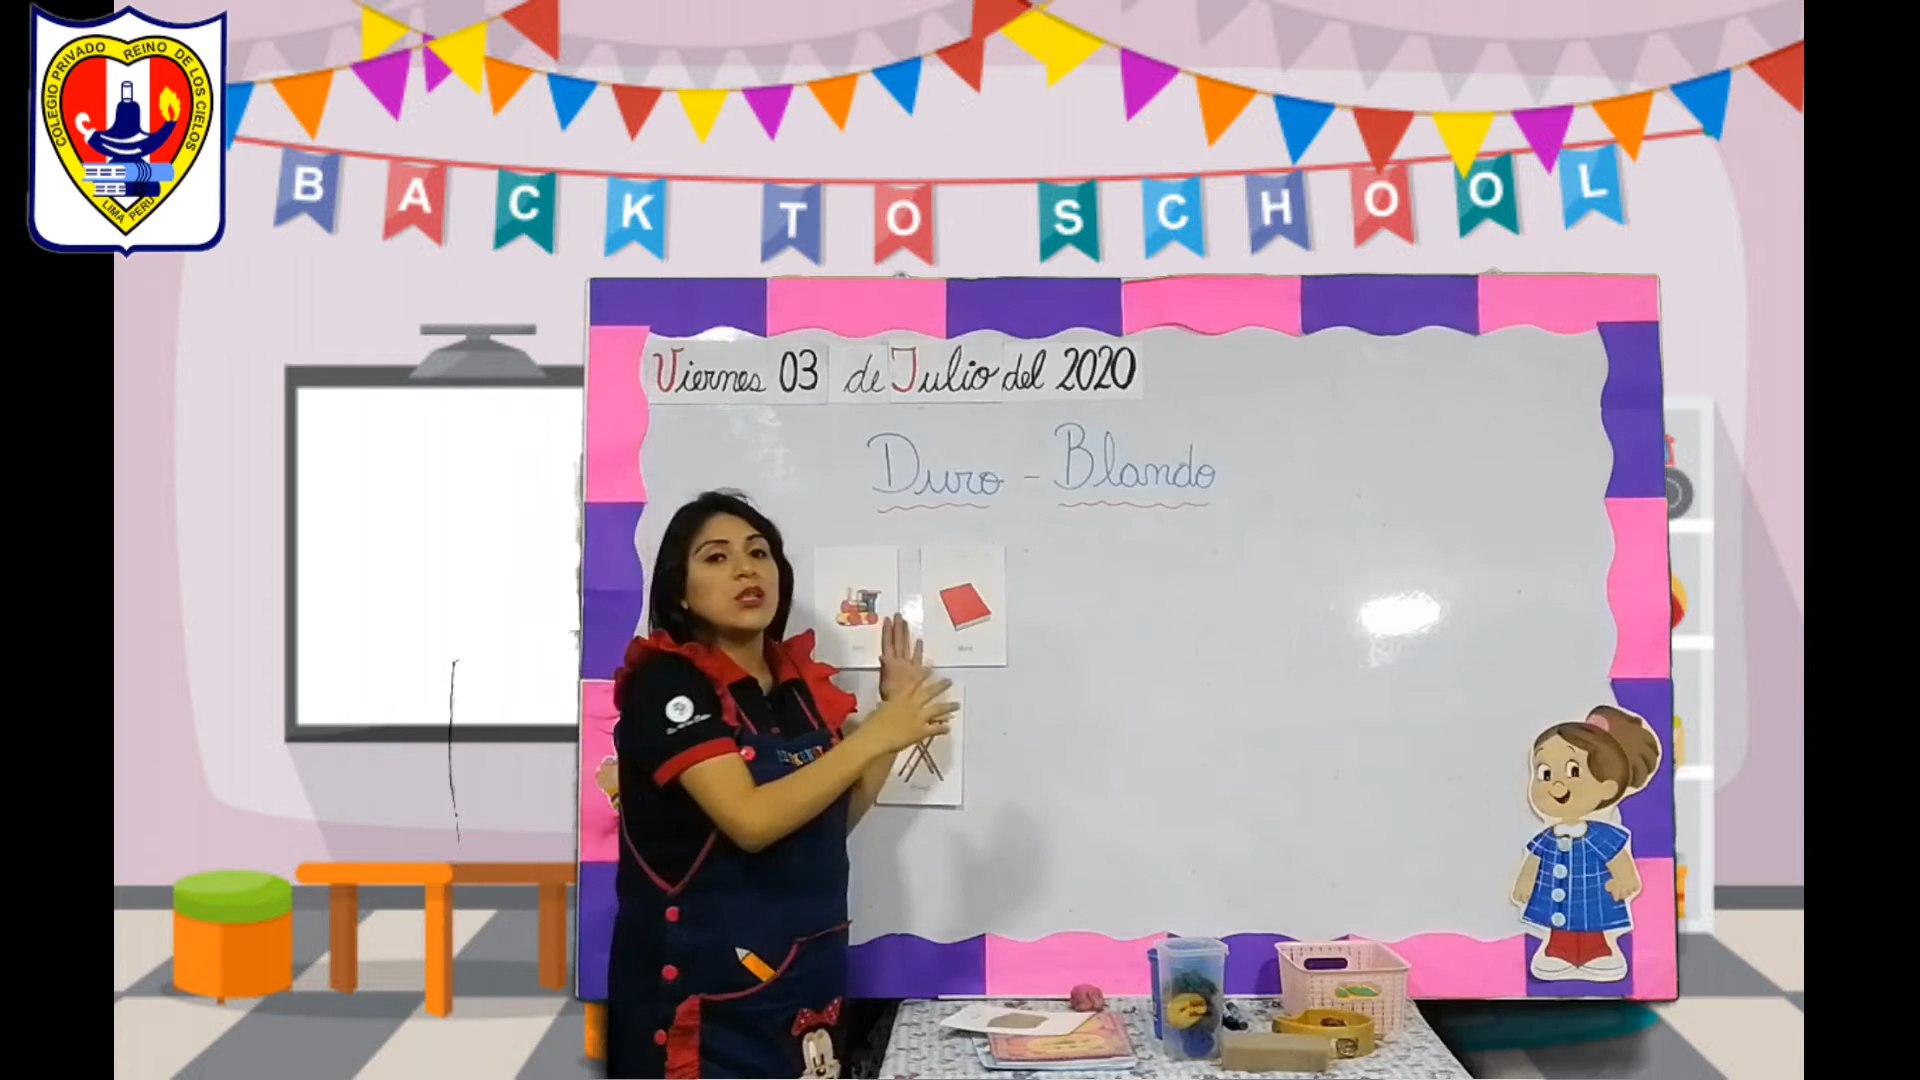 COLEGIO PRIVADO REINO DE LOS CIELOS
LIMA PERU
BACK TO SCHOOL
Viernes 03 de Julio del 2020
Duro - Blando